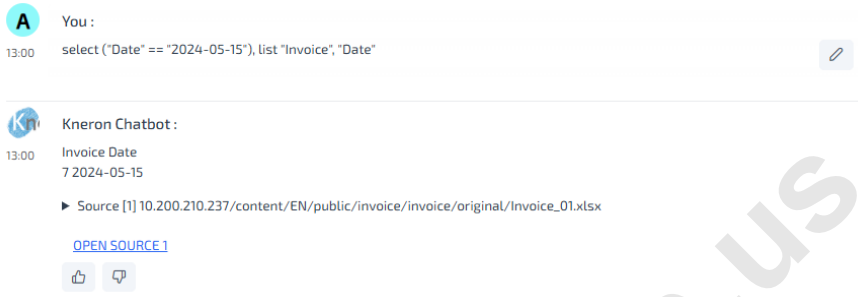 A
You :
13:00
select ("Date" == "2024-05-15"), list "Invoice", "Date"
Kneron Chatbot :
13:00
Invoice Date
7 2024-05-15
▶ Source [1] 10.200.210.237/content/EN/public/invoice/invoice/original/Invoice_01.xlsx
OPEN SOURCE 1
us